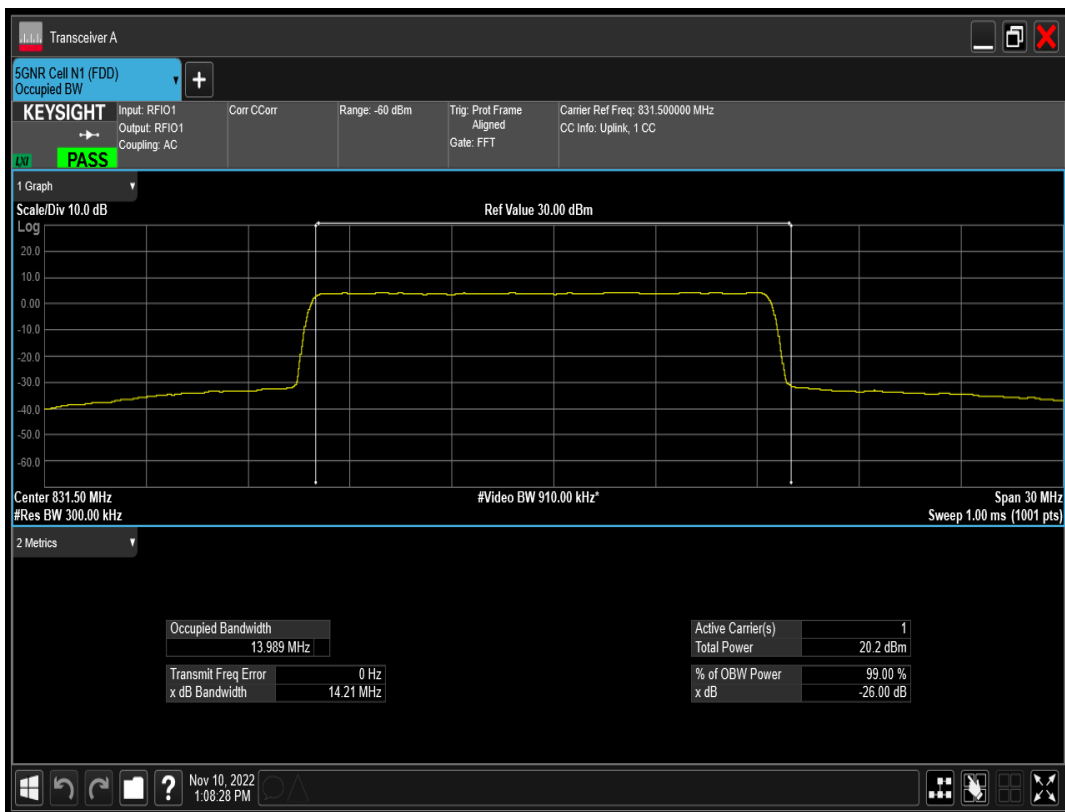 Transceiver A
5GNR Cell N1 (FDD)
Occupied BW
+
KEYSIGHT
LXI
PASS
Input: RFIO1
Output: RFIO1
Coupling: AC
Corr CCorr
Range: -60 dBm
Trig: Prot Frame
Aligned
Gate: FFT
Carrier Ref Freq: 831.500000 MHz
CC Info: Uplink, 1 CC
1 Graph
Scale/Div 10.0 dB
Ref Value 30.00 dBm
Log
20.0
10.0
0.00
-10.0
-20.0
-30.0
-40.0
-50.0
-60.0
Center 831.50 MHz
#Video BW 910.00 kHz*
Span 30 MHz
#Res BW 300.00 kHz
Sweep 1.00 ms (1001 pts)
2 Metrics
Occupied Bandwidth
13.989 MHz
Transmit Freq Error 0 Hz
x dB Bandwidth 14.21 MHz
Active Carrier(s) 1
Total Power 20.2 dBm
% of OBW Power 99.00 %
x dB -26.00 dB
?
Nov 10, 2022
1:08:28 PM